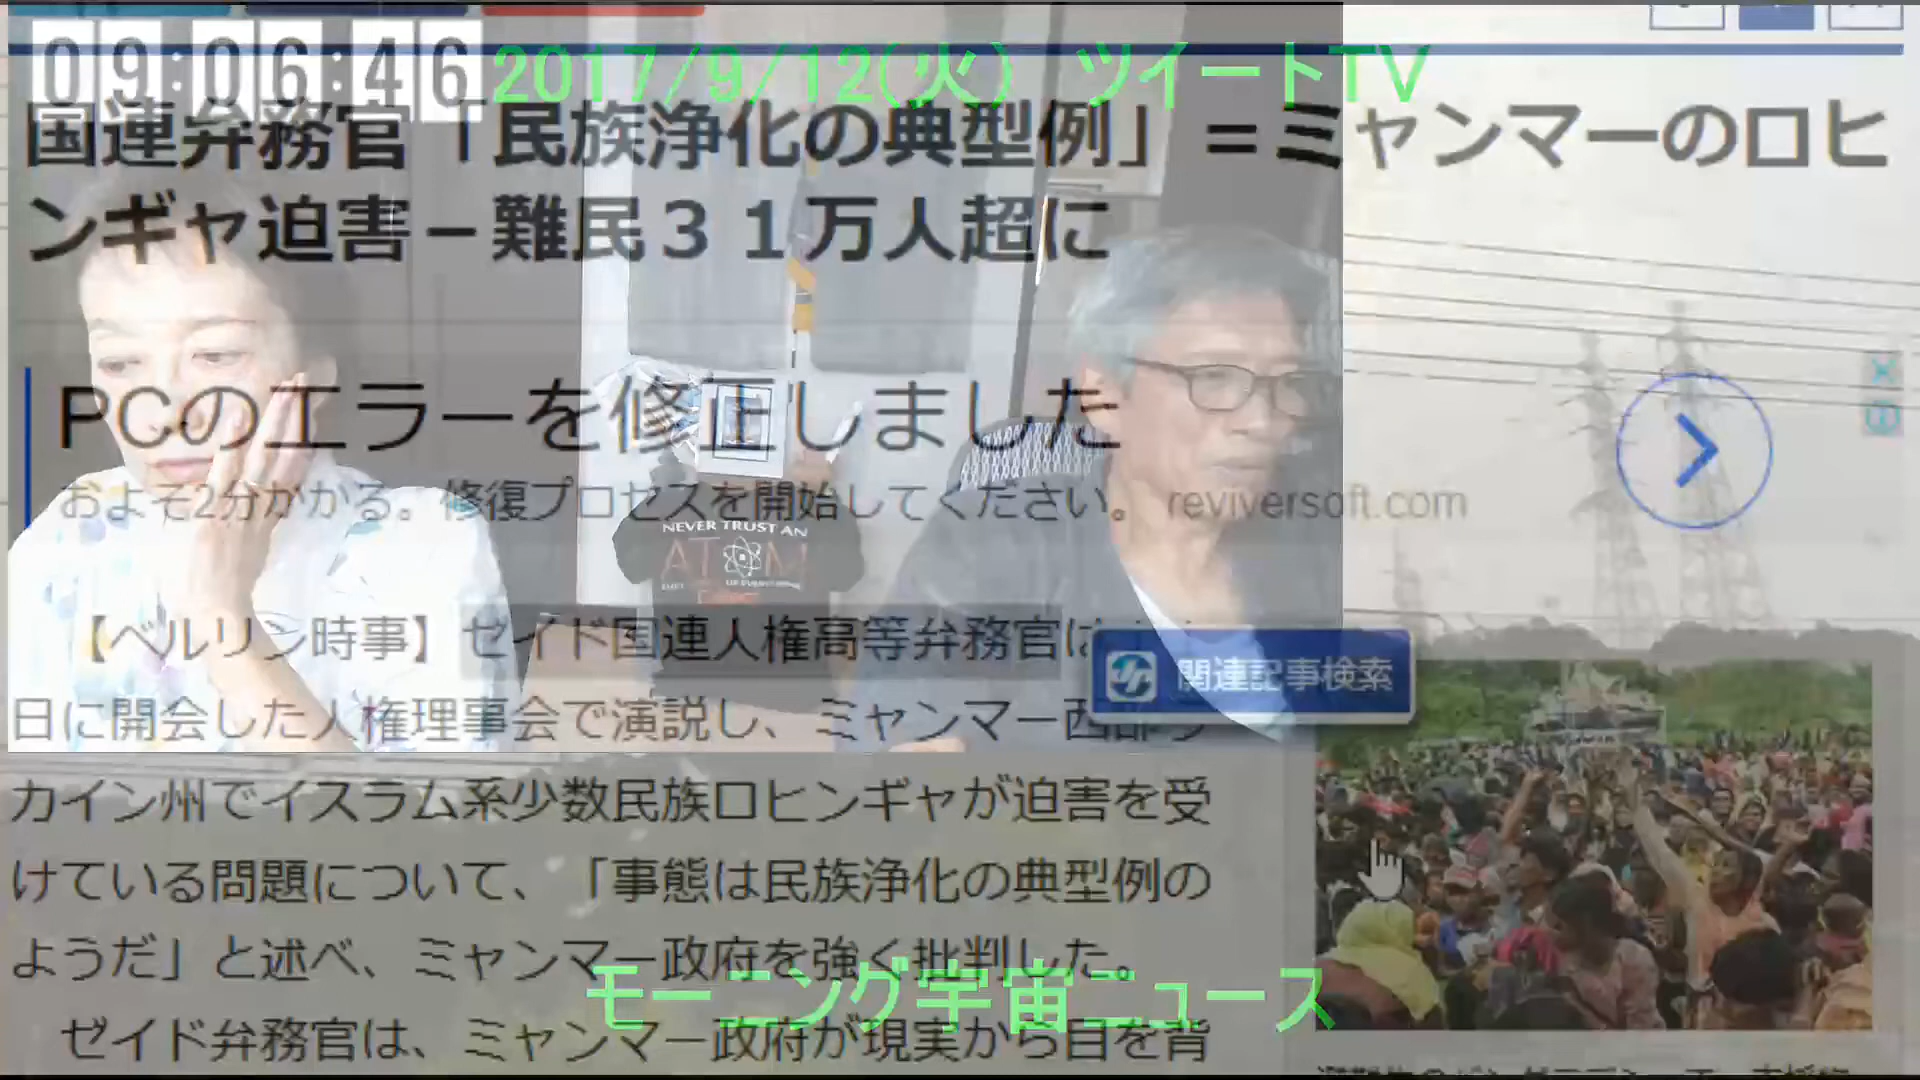 09:06:46
2017/9/12(火) ツイートTV
国連弁務官「民族浄化の典型例」＝ミャンマーのロヒ
ンギャ迫害－難民３１万人超に
PCのエラーを修正しました
およそ2分かかる。修復プロセスを開始してください。 reviversoft.com
NEVER TRUST AN
ATOM
【ベルリン時事】ゼイド国連人権高等弁務官は
関連記事検索
日に開会した人権理事会で演説し、ミャンマー西部ラ
カイン州でイスラム系少数民族ロヒンギャが迫害を受
けている問題について、「事態は民族浄化の典型例の
ようだ」と述べ、ミャンマー政府を強く批判した。
モーニング宇宙ニュース
ゼイド弁務官は、ミャンマー政府が現実から目を背